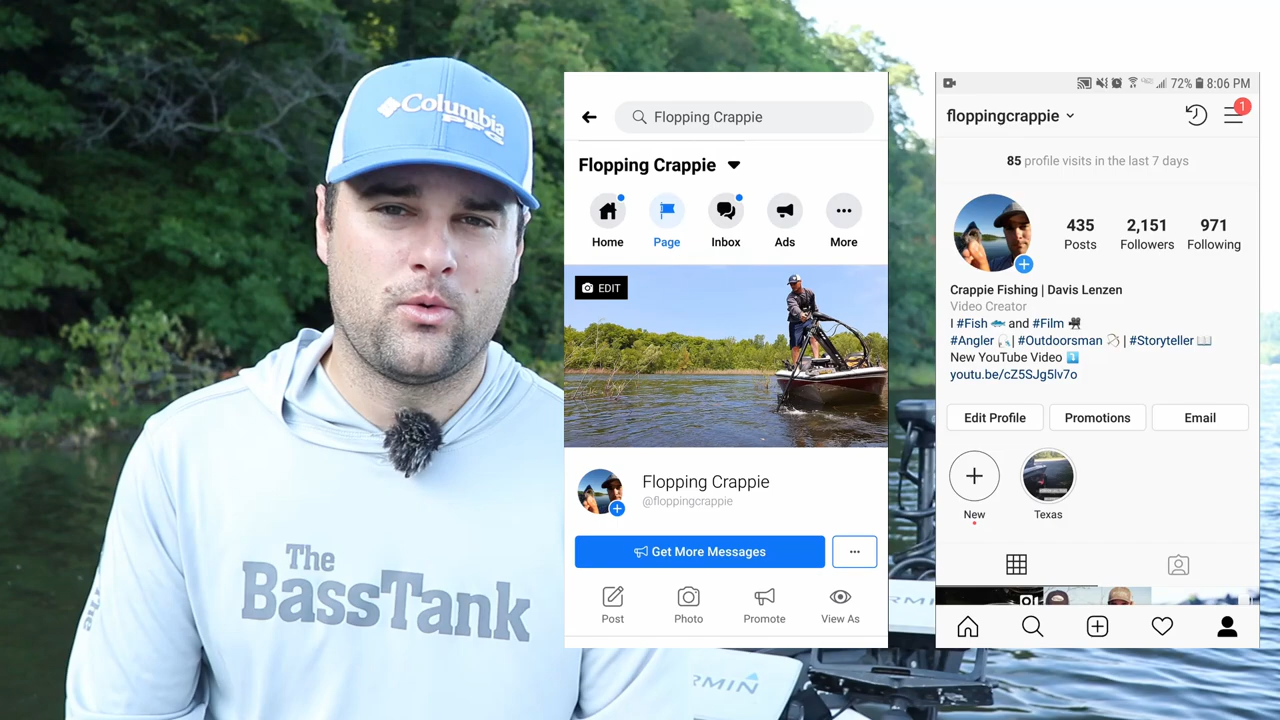 Columbia
PFG
The
BassTank
Flopping Crappie
Flopping Crappie
Home
Page
Inbox
Ads
More
EDIT
Flopping Crappie
@floppingcrappie
Get More Messages
Post
Photo
Promote
View As
72% 8:06 PM
floppingcrappie
1
85 profile visits in the last 7 days
435 2,151 971
Posts Followers Following
Crappie Fishing | Davis Lenzen
Video Creator
I #Fish and #Film
#Angler | #Outdoorsman | #Storyteller
New YouTube Video
youtu.be/cZ5SJg5lv7o
Edit Profile
Promotions
Email
New
Texas
RMIN